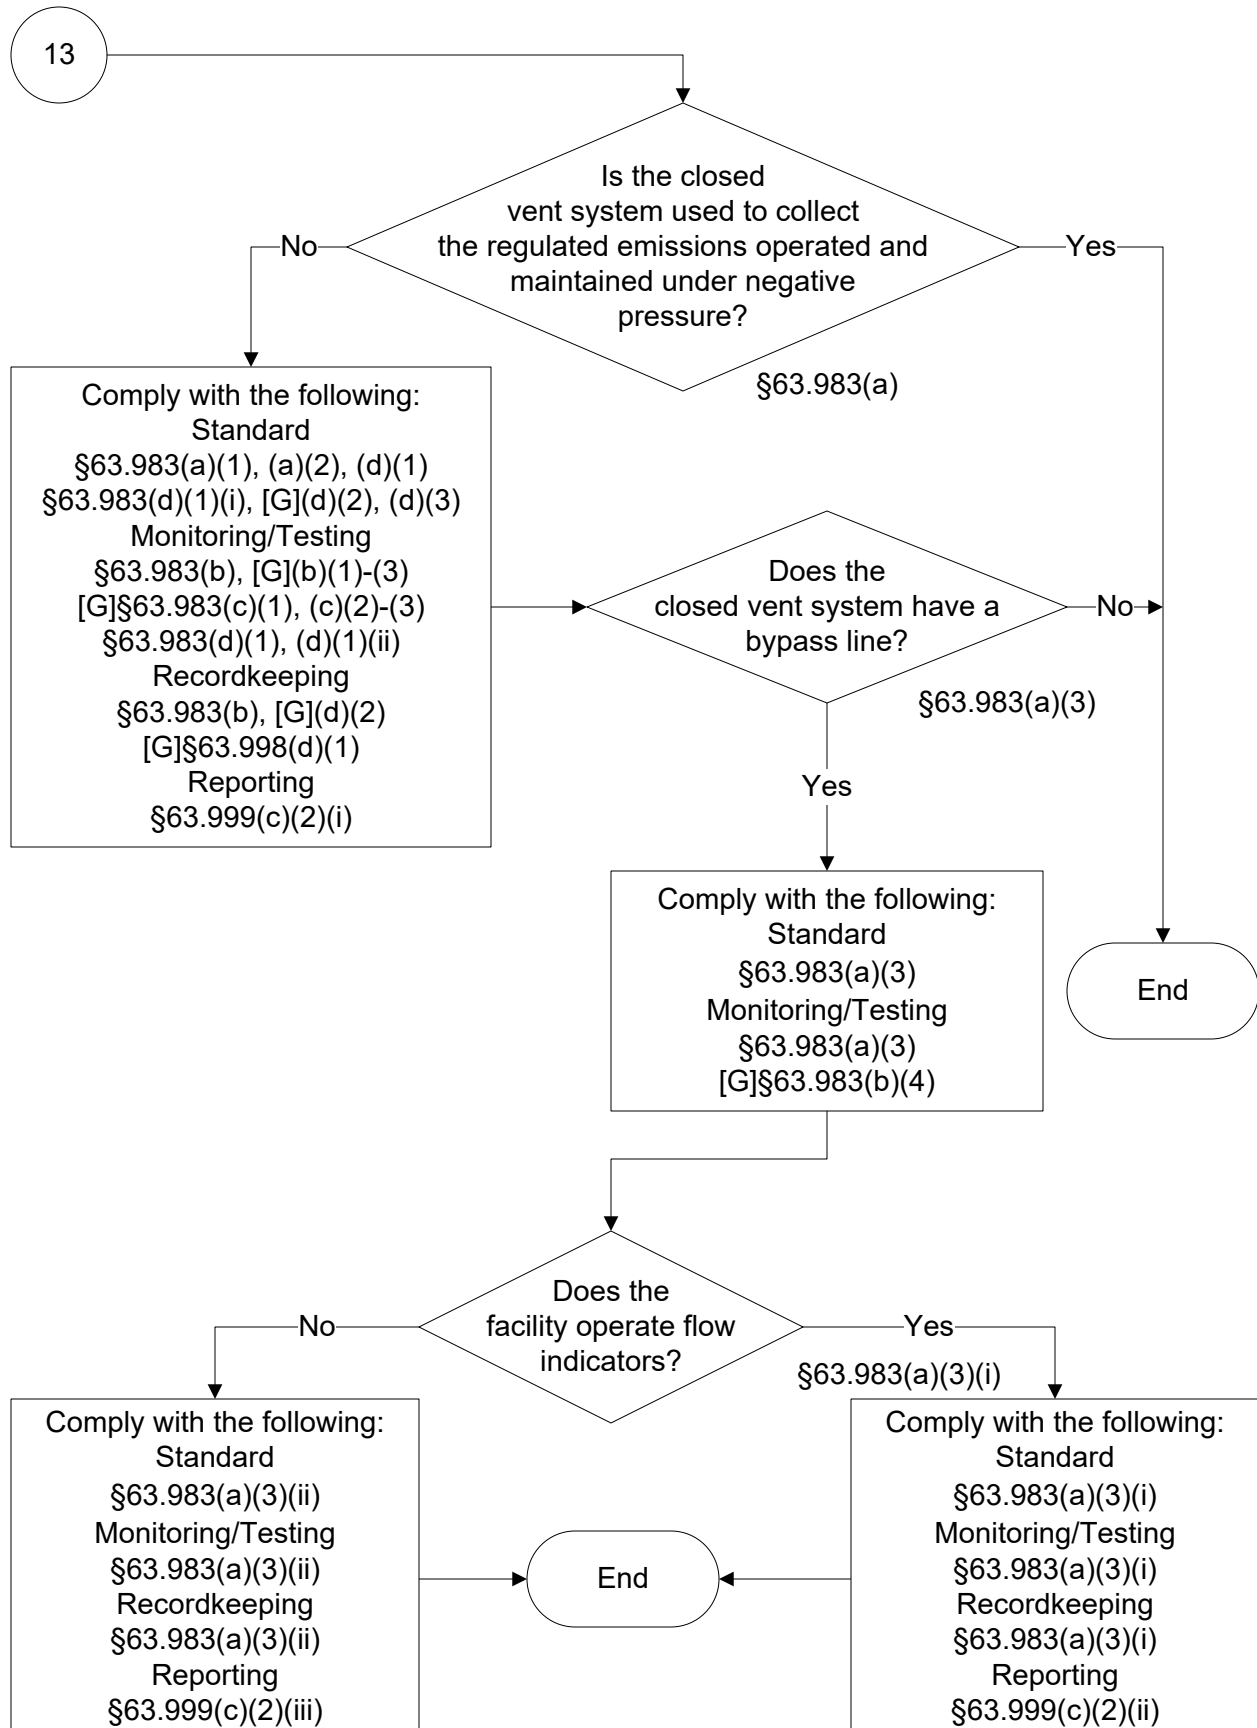 13
Is the closed
vent system used to collect
the regulated emissions operated and
maintained under negative
pressure?
No
Yes
§63.983(a)
Comply with the following:
Standard
§63.983(a)(1), (a)(2), (d)(1)
§63.983(d)(1)(i), [G](d)(2), (d)(3)
Monitoring/Testing
§63.983(b), [G](b)(1)-(3)
[G]§63.983(c)(1), (c)(2)-(3)
§63.983(d)(1), (d)(1)(ii)
Recordkeeping
§63.983(b), [G](d)(2)
[G]§63.998(d)(1)
Reporting
§63.999(c)(2)(i)
Does the
closed vent system have a
bypass line?
No
§63.983(a)(3)
Yes
Comply with the following:
Standard
§63.983(a)(3)
Monitoring/Testing
§63.983(a)(3)
[G]§63.983(b)(4)
End
Does the
facility operate flow
indicators?
No
Yes
§63.983(a)(3)(i)
Comply with the following:
Standard
§63.983(a)(3)(ii)
Monitoring/Testing
§63.983(a)(3)(ii)
Recordkeeping
§63.983(a)(3)(ii)
Reporting
§63.999(c)(2)(iii)
End
Comply with the following:
Standard
§63.983(a)(3)(i)
Monitoring/Testing
§63.983(a)(3)(i)
Recordkeeping
§63.983(a)(3)(i)
Reporting
§63.999(c)(2)(ii)